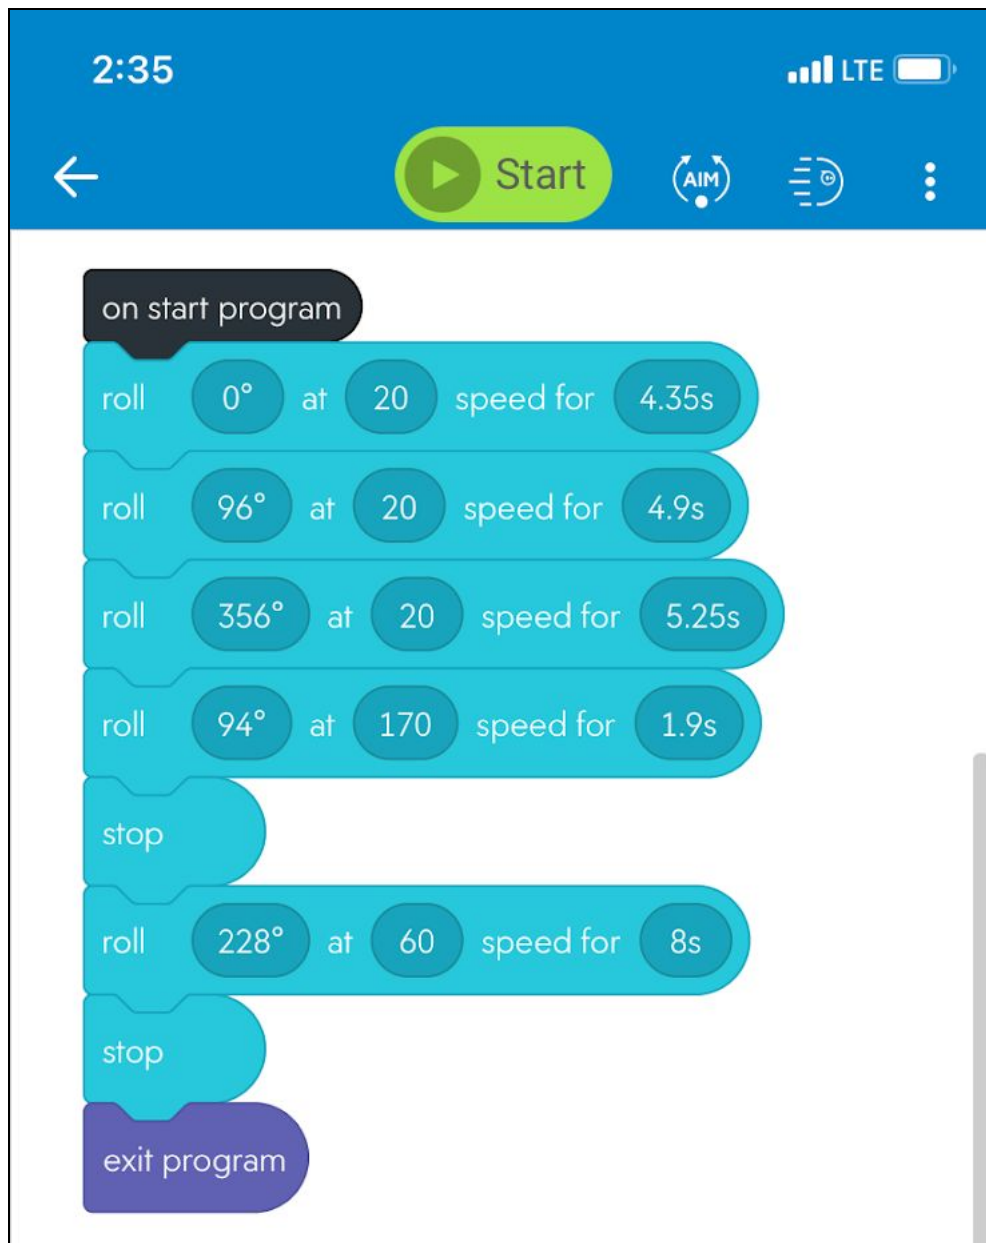 2:35 LTE
Start AIM
on start program
roll 0° at 20 speed for 4.35s
roll 96° at 20 speed for 4.9s
roll 356° at 20 speed for 5.25s
roll 94° at 170 speed for 1.9s
stop
roll 228° at 60 speed for 8s
stop
exit program